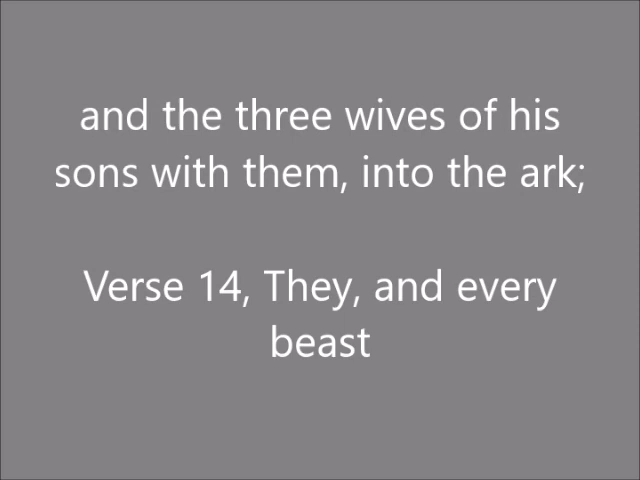 and the three wives of his
sons with them, into the ark;
Verse 14, They, and every
beast